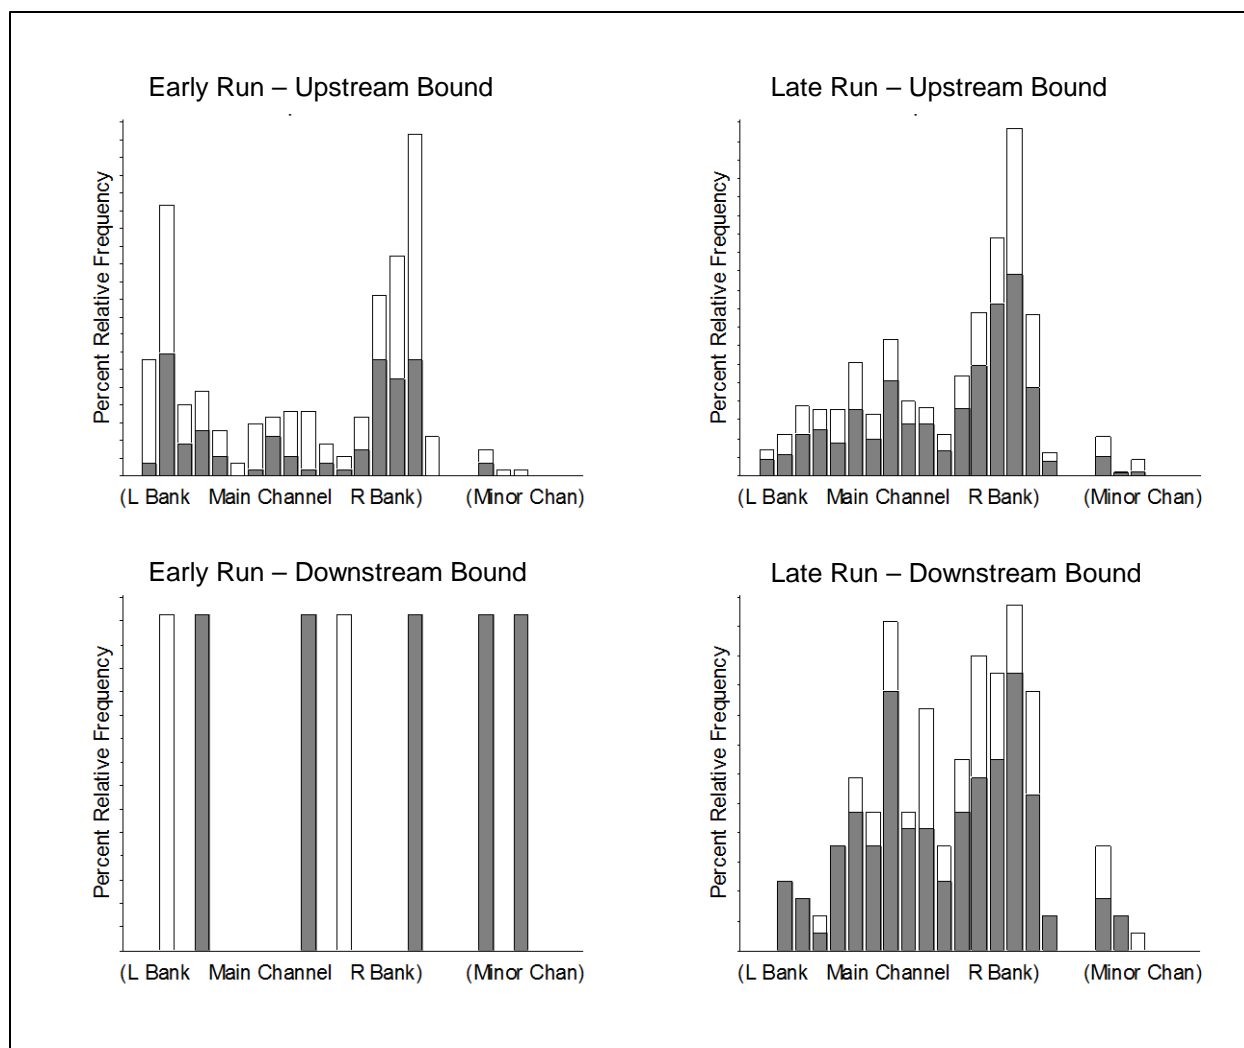 Early Run – Upstream Bound
Percent Relative Frequency
(L Bank Main Channel R Bank) (Minor Chan)
Late Run – Upstream Bound
Percent Relative Frequency
(L Bank Main Channel R Bank) (Minor Chan)
Early Run – Downstream Bound
Percent Relative Frequency
(L Bank Main Channel R Bank) (Minor Chan)
Late Run – Downstream Bound
Percent Relative Frequency
(L Bank Main Channel R Bank) (Minor Chan)